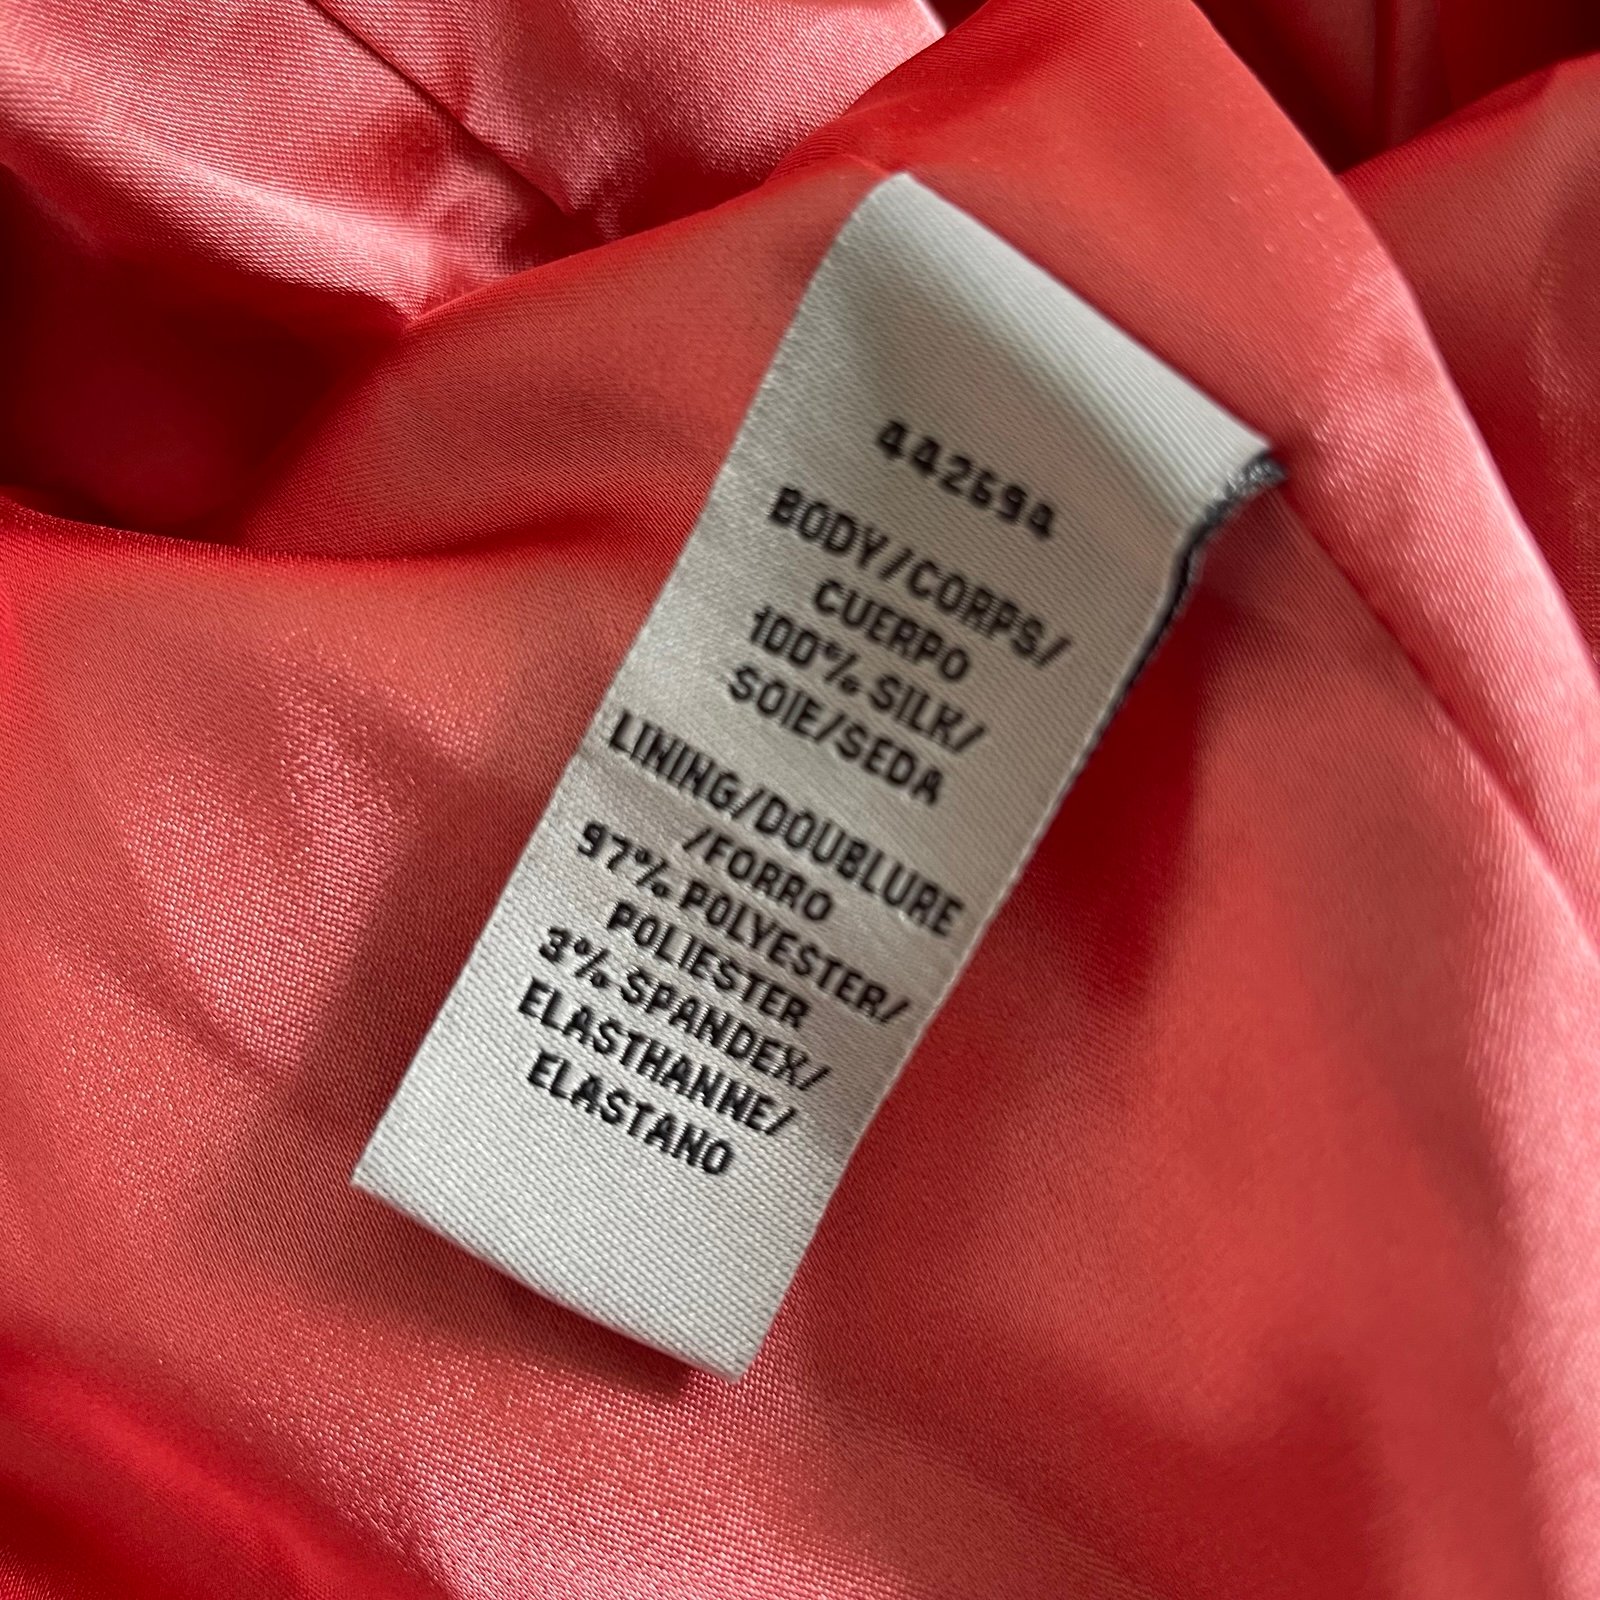 442694
BODY/CORPS/
CUERPO
100% SILK/
SOIE/SEDA
LINING/DOUBLURE
/FORRO
97% POLYESTER/
POLIESTER
3% SPANDEX/
ELASTHANNE/
ELASTANO